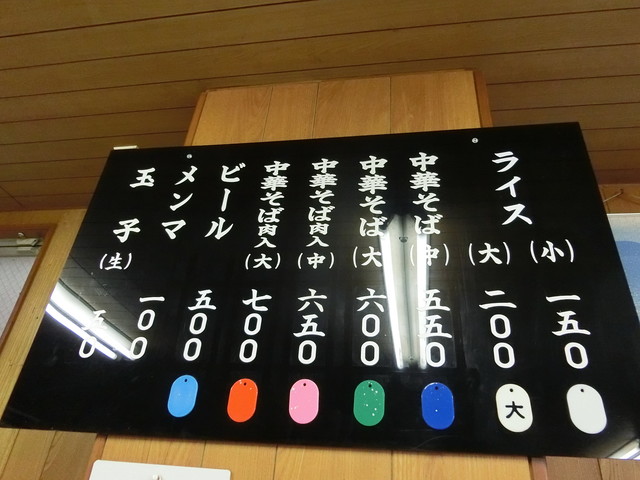 ライス
(小) 一五〇
(大) 二〇〇
大
中華そば(中) 五五〇
中華そば(大 六〇〇
中華そば肉入(中) 六五〇
中華そば肉入(大) 七〇〇
ビール 五〇〇
メンマ 一〇〇
玉子(生) 五〇